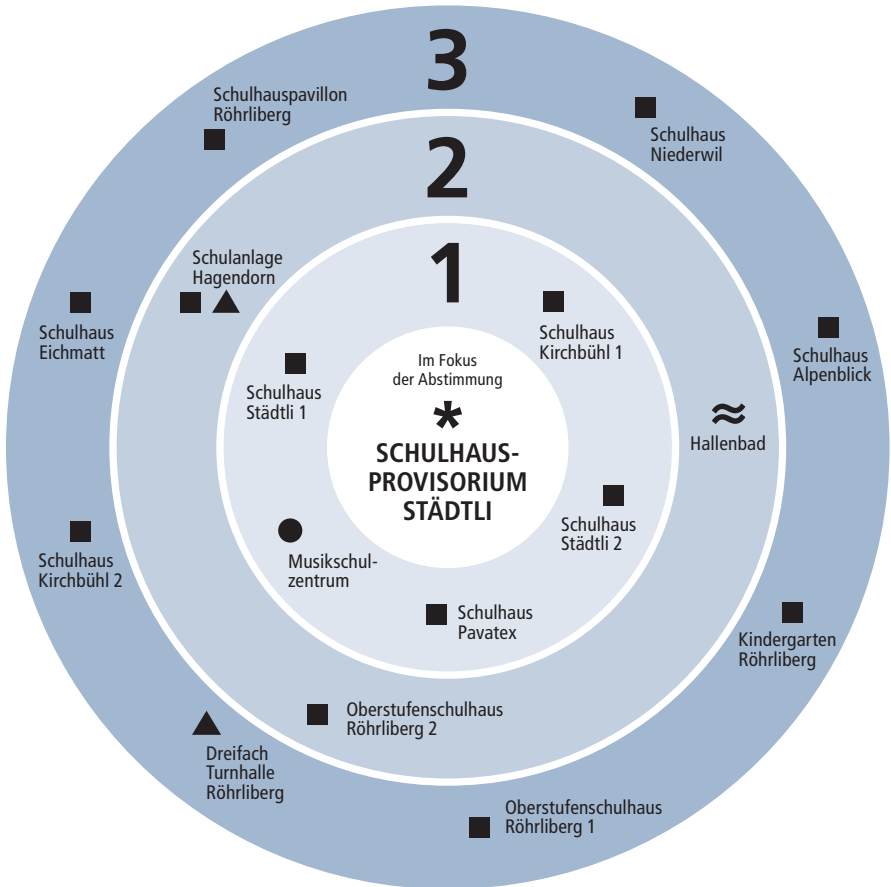 3
Schulhauspavillon
Röhrliberg
Schulhaus
Niederwil
2
1
Schulanlage
Hagendorn
Schulhaus
Kirchbühl 1
Schulhaus
Eichmatt
Schulhaus
Alpenblick
Schulhaus
Städtli 1
Im Fokus
der Abstimmung
*
SCHULHAUS-
PROVISORIUM
STÄDTLI
Hallenbad
Schulhaus
Städtli 2
Schulhaus
Kirchbühl 2
Musikschul-
zentrum
Schulhaus
Pavatex
Kindergarten
Röhrliberg
Oberstufenschulhaus
Röhrliberg 2
Dreifach
Turnhalle
Röhrliberg
Oberstufenschulhaus
Röhrliberg 1